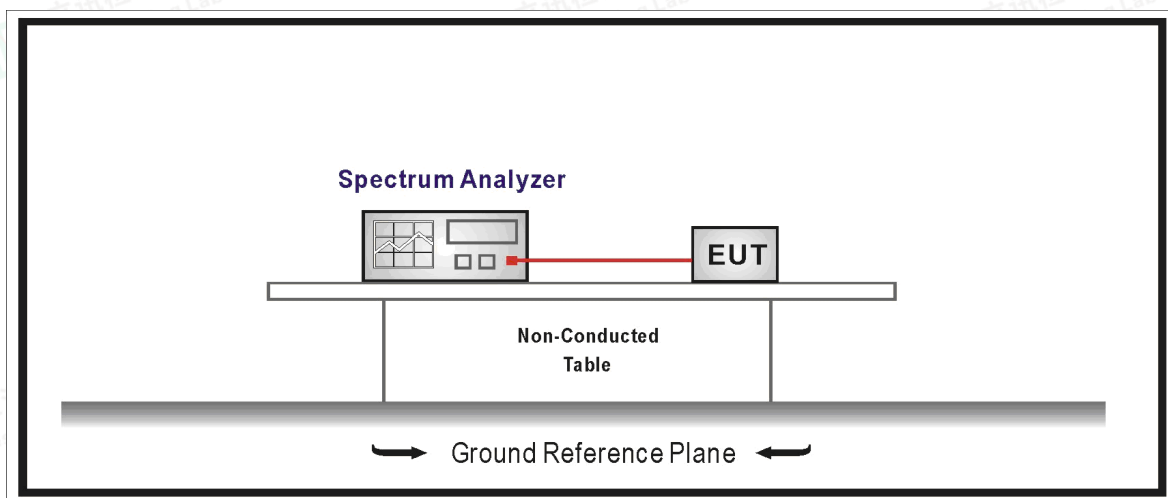 Spectrum Analyzer
EUT
Non-Conducted
Table
Ground Reference Plane